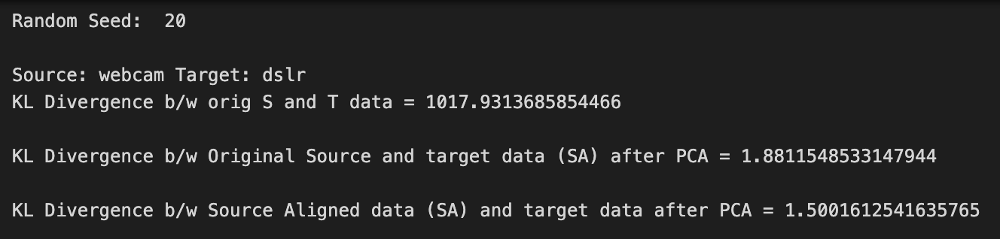 Random Seed:  20
Source: webcam Target: dslr
KL Divergence b/w orig S and T data = 1017.9313685854466
KL Divergence b/w Original Source and target data (SA) after PCA = 1.8811548533147944
KL Divergence b/w Source Aligned data (SA) and target data after PCA = 1.5001612541635765